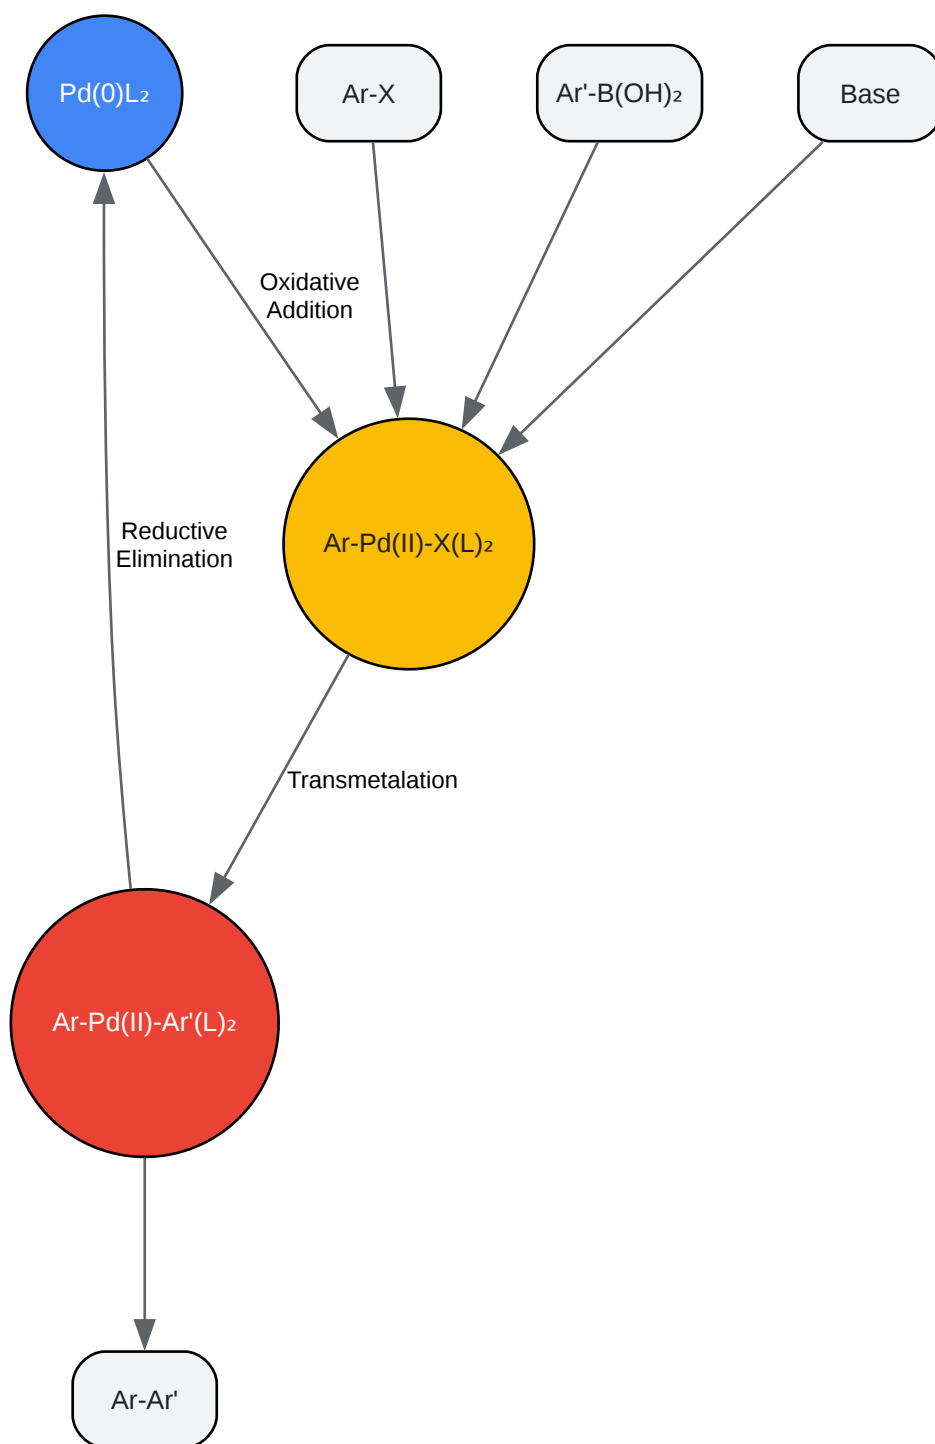 Pd(0)L₂
Ar-X
Ar'-B(OH)₂
Base
Oxidative
Addition
Reductive
Elimination
Ar-Pd(II)-X(L)₂
Transmetalation
Ar-Pd(II)-Ar'(L)₂
Ar-Ar'